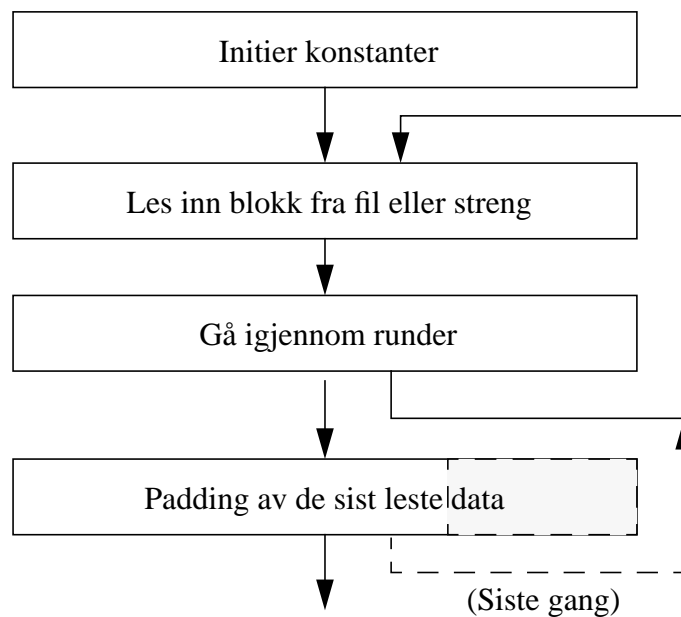 Initier konstanter
Les inn blokk fra fil eller streng
Gå igjennom runder
Padding av de sist leste data
(Siste gang)